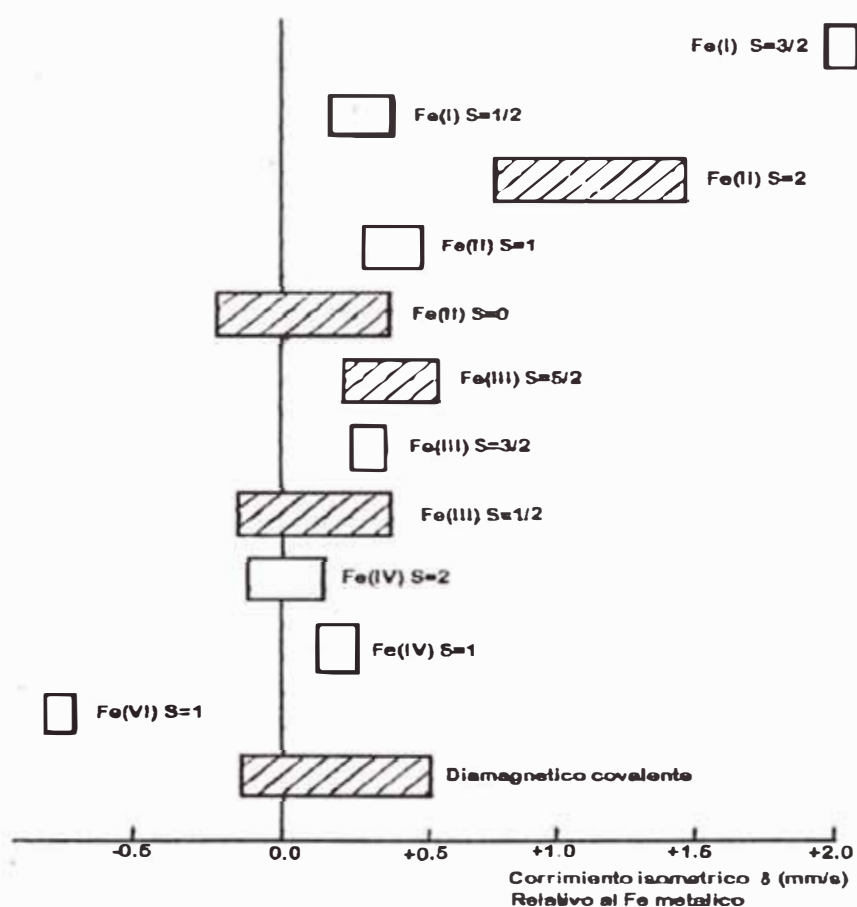 Fe(I) S=3/2
Fe(I) S=1/2
Fe(II) S=2
Fe(II) S=1
Fe(II) S=0
Fe(III) S=5/2
Fe(III) S=3/2
Fe(III) S=1/2
Fe(IV) S=2
Fe(IV) S=1
Fe(VI) S=1
Diamagnetico covalente
-0.5 0.0 +0.5 +1.0 +1.5 +2.0
Corrimiento isometrico δ (mm/s)
Relativo al Fe metalico